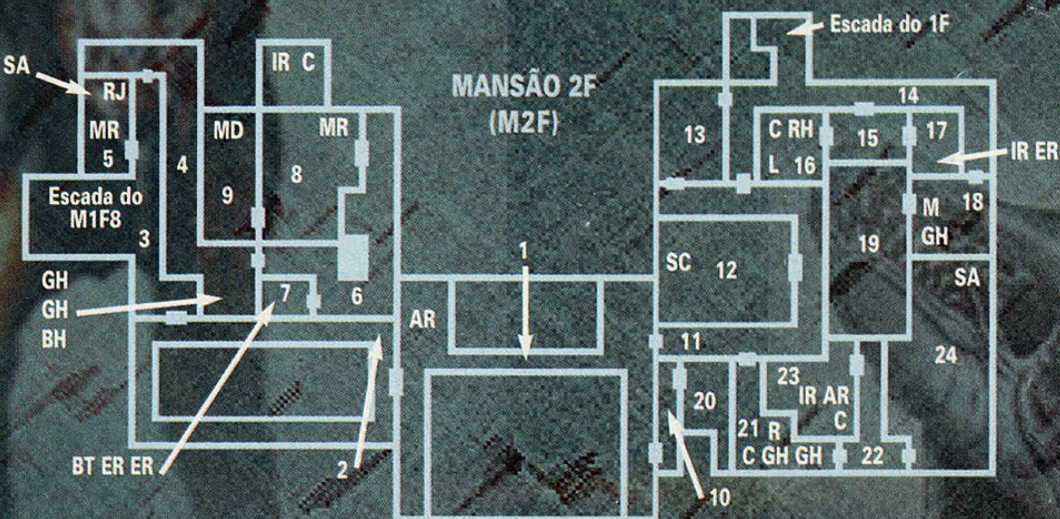 MANSÃO 2F
(M2F)
Escada do 1F
SA
RJ
MR
5
4
Escada do
M1F8
3
GH
GH
BH
MD
9
IR C
MR
8
7
6
BT ER ER
2
AR
1
13
14
C RH
L 16
15
17
IR ER
18
M
GH
19
SC 12
SA
11
24
20
23
IR AR
C
21 R
C GH GH
22
10